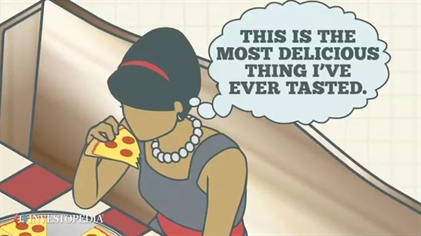 THIS IS THE
MOST DELICIOUS
THING I'VE
EVER TASTED.
INVESTOPEDIA